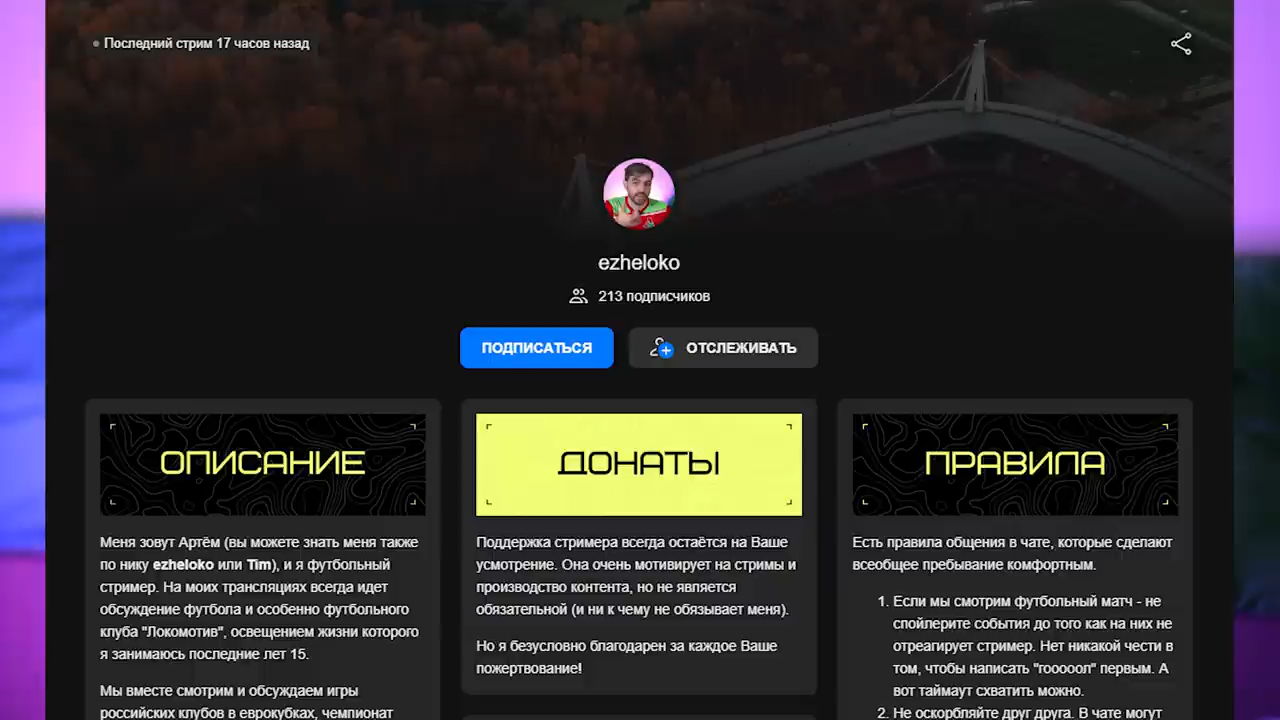 Последний стрим 17 часов назад
ezheloko
213 подписчиков
ПОДПИСАТЬСЯ
ОТСЛЕЖИВАТЬ
ОПИСАНИЕ
Меня зовут Артём (вы можете знать меня также
по нику ezheloko или Tim), и я футбольный
стример. На моих трансляциях всегда идет
обсуждение футбола и особенно футбольного
клуба "Локомотив", освещением жизни которого
я занимаюсь последние лет 15.
Мы вместе смотрим и обсуждаем игры
российских клубов в еврокубках, чемпионат
ДОНАТЫ
Поддержка стримера всегда остаётся на Ваше
усмотрение. Она очень мотивирует на стримы и
производство контента, но не является
обязательной (и ни к чему не обязывает меня).
Но я безусловно благодарен за каждое Ваше
пожертвование!
ПРАВИЛА
Есть правила общения в чате, которые сделают
всеобщее пребывание комфортным.
1. Если мы смотрим футбольный матч - не
спойлерите события до того как на них не
отреагирует стример. Нет никакой чести в
том, чтобы написать "гооооол" первым. А
вот таймаут схватить можно.
2. Не оскорбляйте друг друга. В чате могут